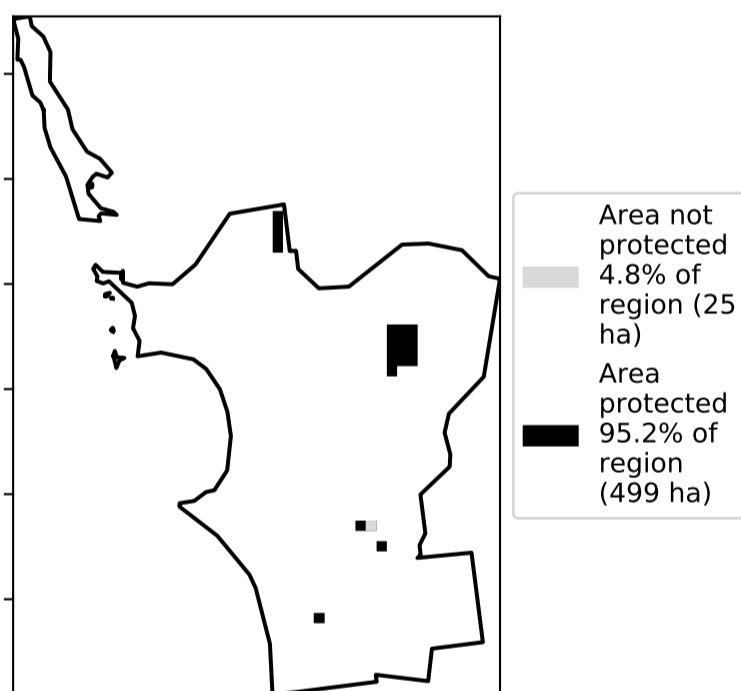 Area not
protected
4.8% of
region (25
ha)
Area
protected
95.2% of
region
(499 ha)